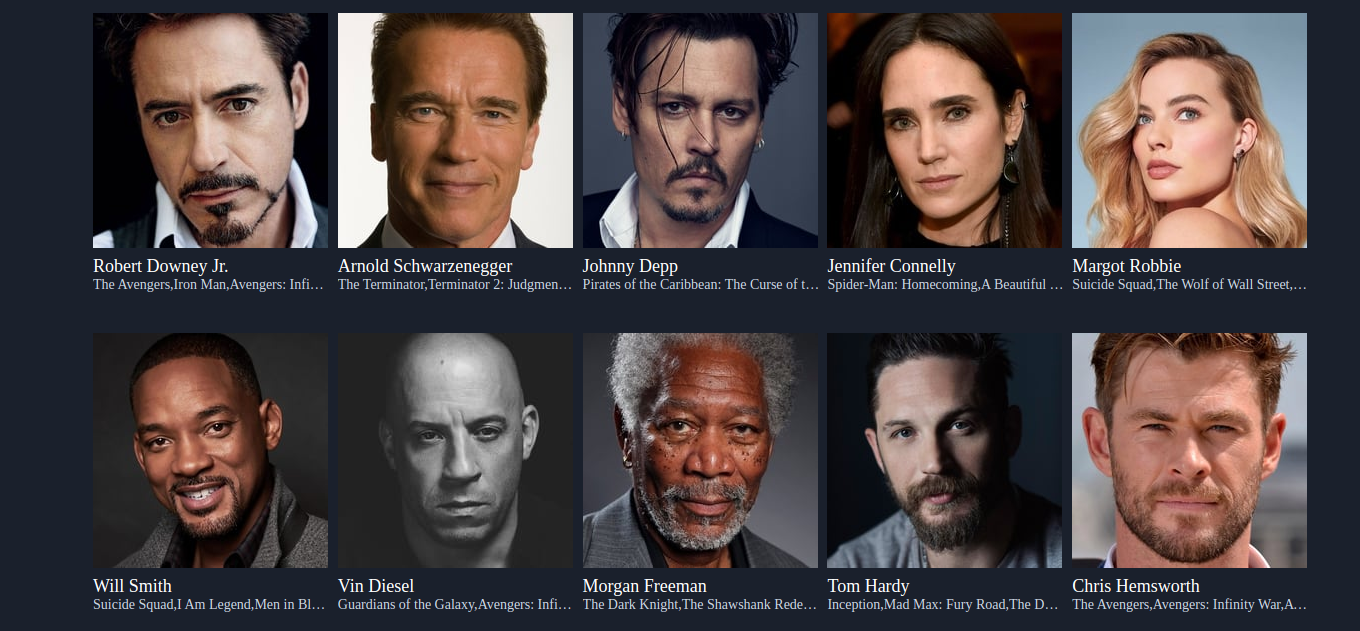 Robert Downey Jr.
The Avengers,Iron Man,Avengers: Infi…
Arnold Schwarzenegger
The Terminator,Terminator 2: Judgmen…
Johnny Depp
Pirates of the Caribbean: The Curse of t…
Jennifer Connelly
Spider-Man: Homecoming,A Beautiful …
Margot Robbie
Suicide Squad,The Wolf of Wall Street,…
Will Smith
Suicide Squad,I Am Legend,Men in Bl…
Vin Diesel
Guardians of the Galaxy,Avengers: Infi…
Morgan Freeman
The Dark Knight,The Shawshank Rede…
Tom Hardy
Inception,Mad Max: Fury Road,The D…
Chris Hemsworth
The Avengers,Avengers: Infinity War,A…